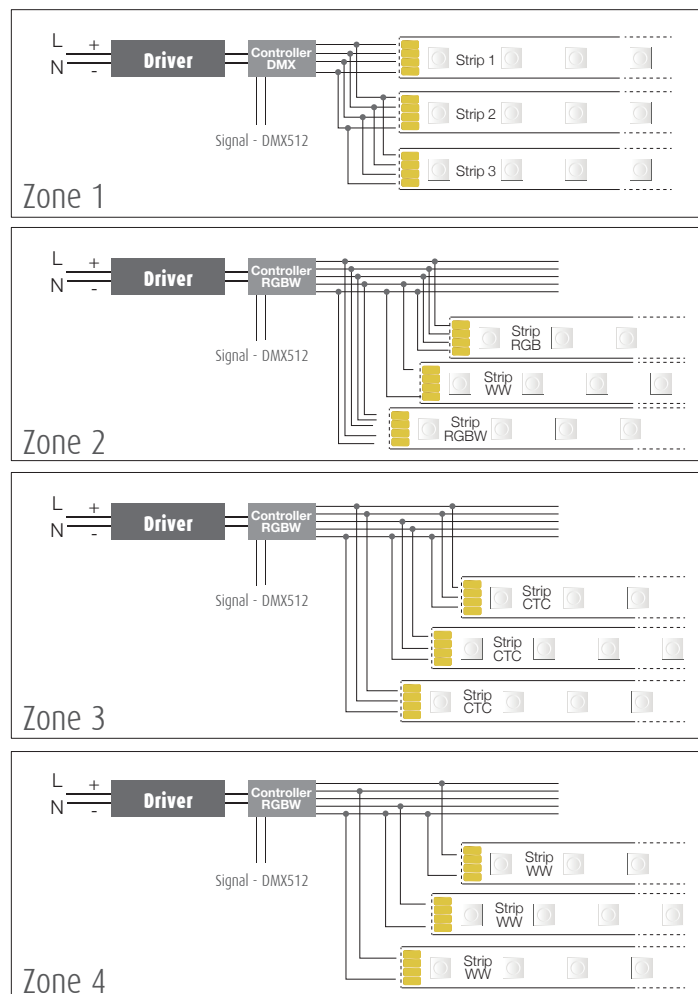 L + Driver Controller Strip 1
N - DMX
Strip 2
Signal - DMX512
Strip 3
Zone 1
L + Driver Controller
N - RGBW
Signal - DMX512
Strip
RGB
Strip
WW
Strip
RGBW
Zone 2
L + Driver Controller
N - RGBW
Signal - DMX512
Strip
CTC
Strip
CTC
Strip
CTC
Zone 3
L + Driver Controller
N - RGBW
Signal - DMX512
Strip
WW
Strip
WW
Strip
WW
Zone 4